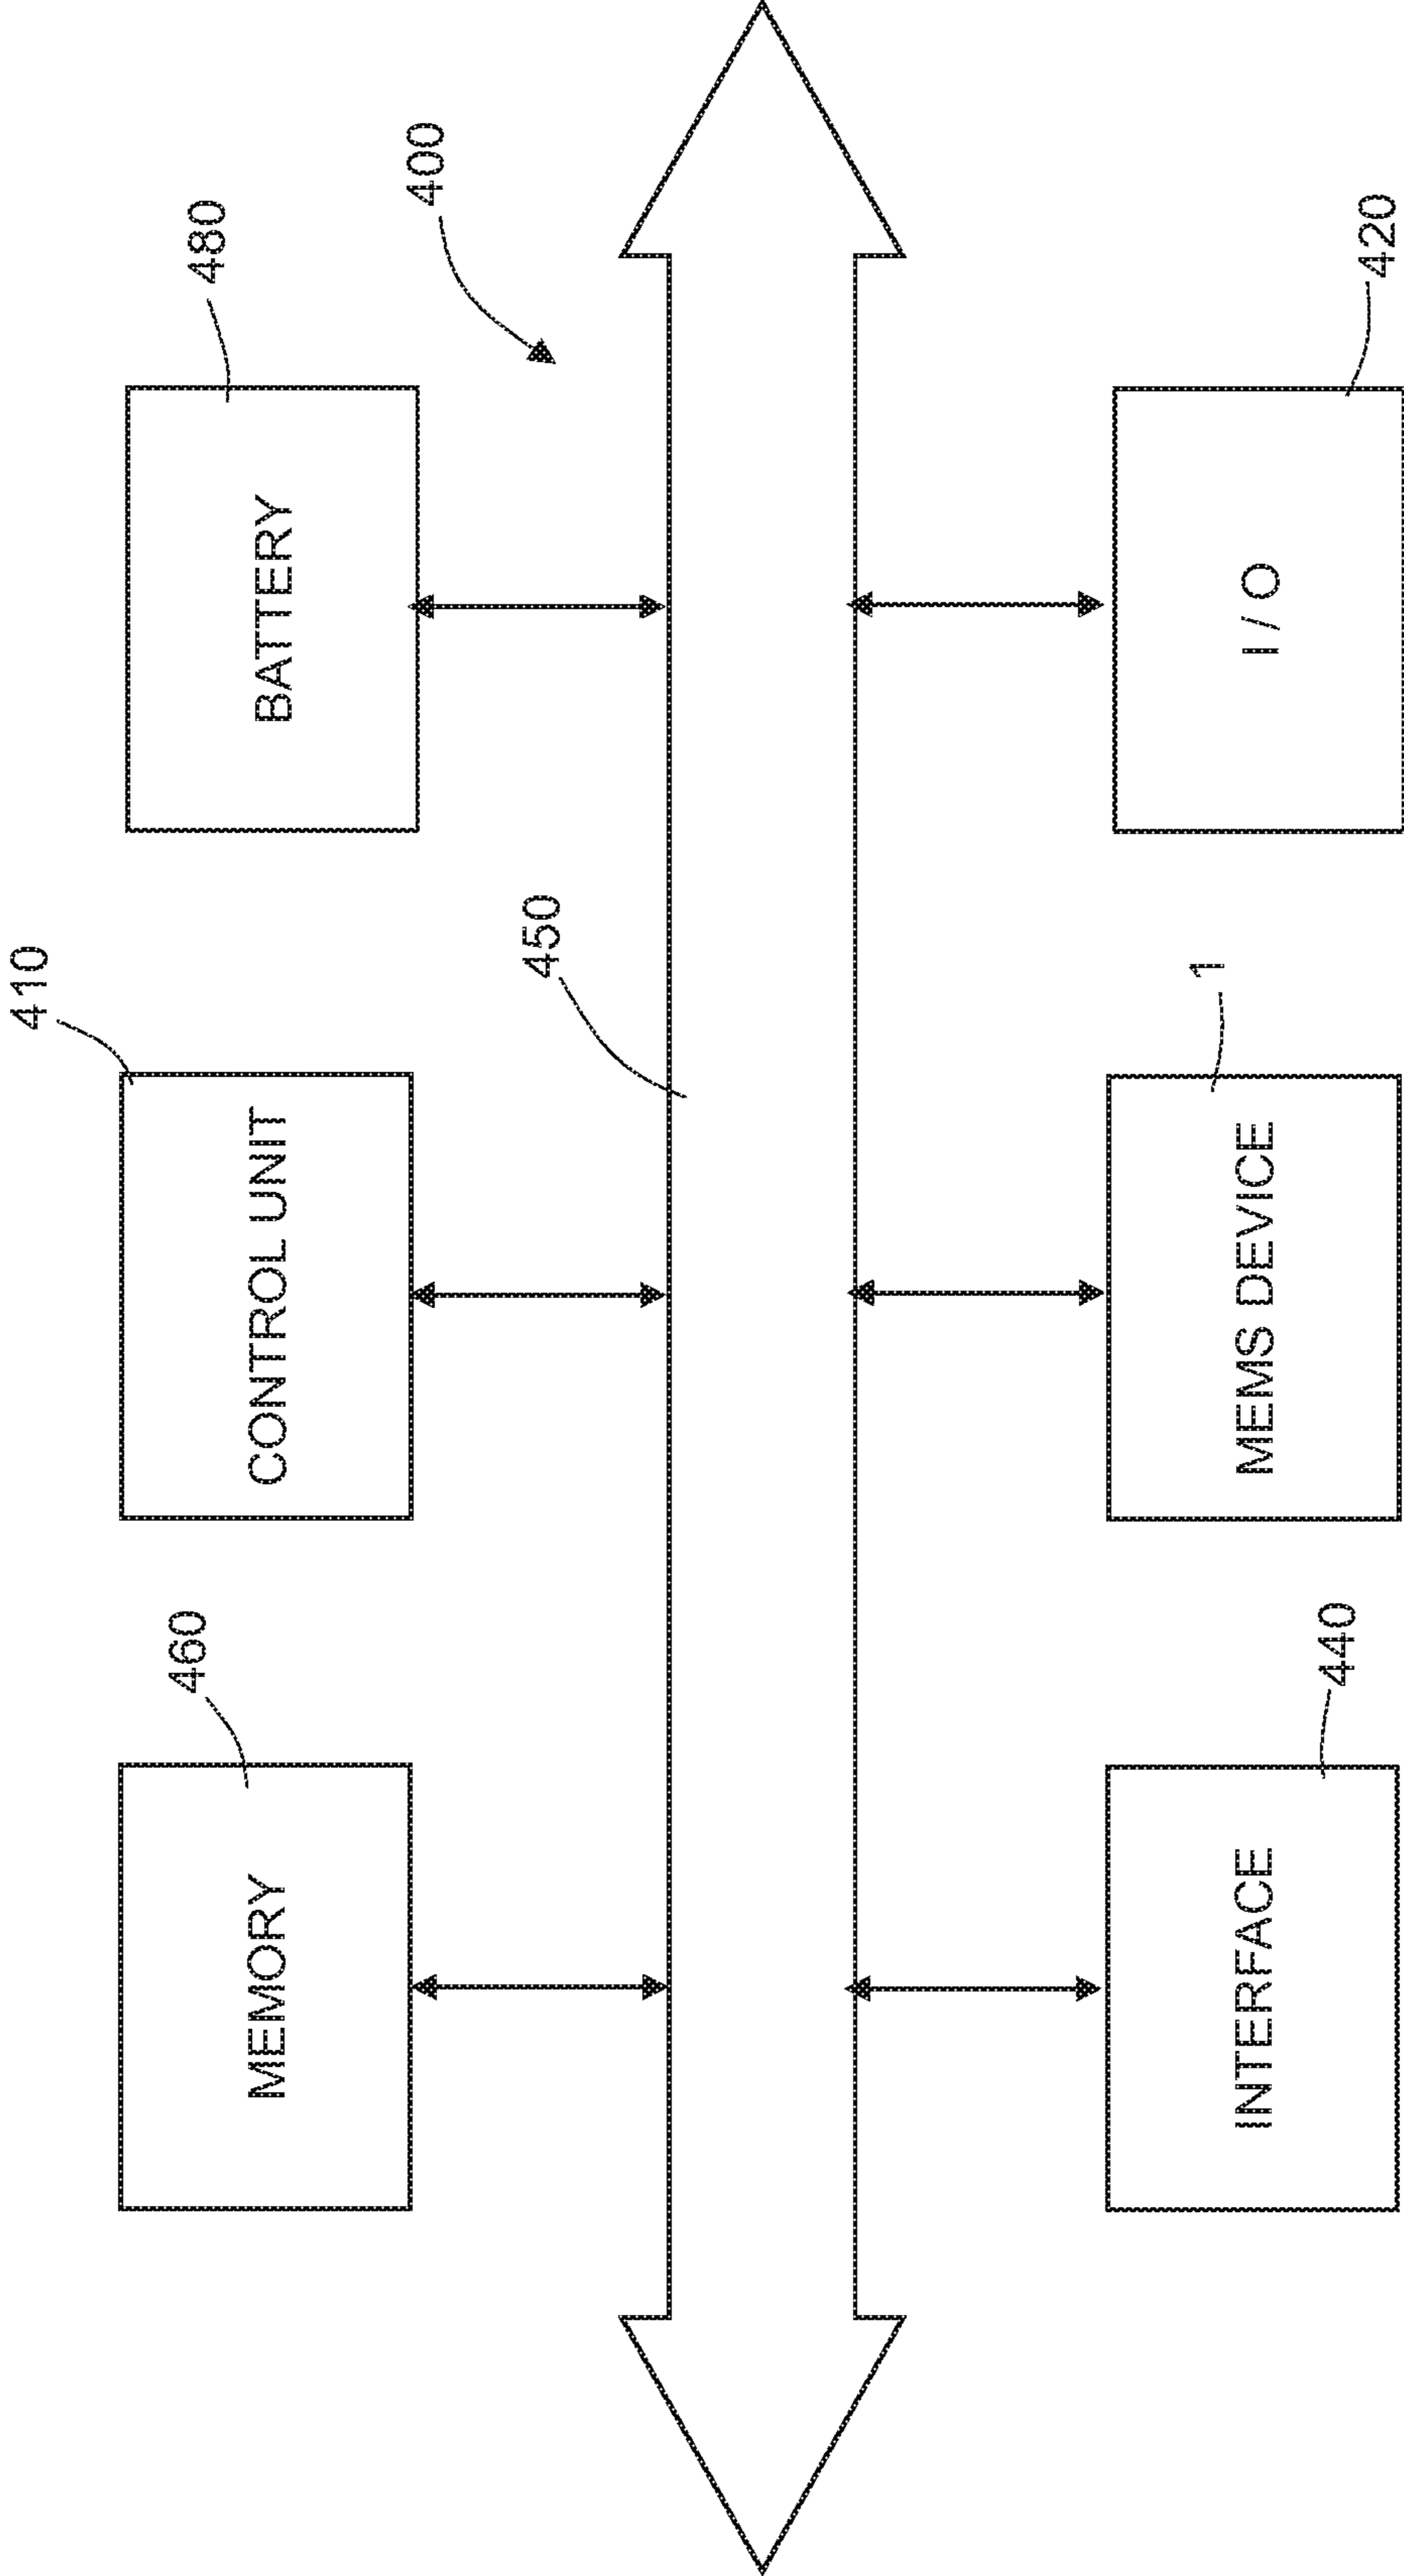 460
MEMORY
410
CONTROL UNIT
480
BATTERY
400
450
INTERFACE
440
MEMS DEVICE
1
I / O
420